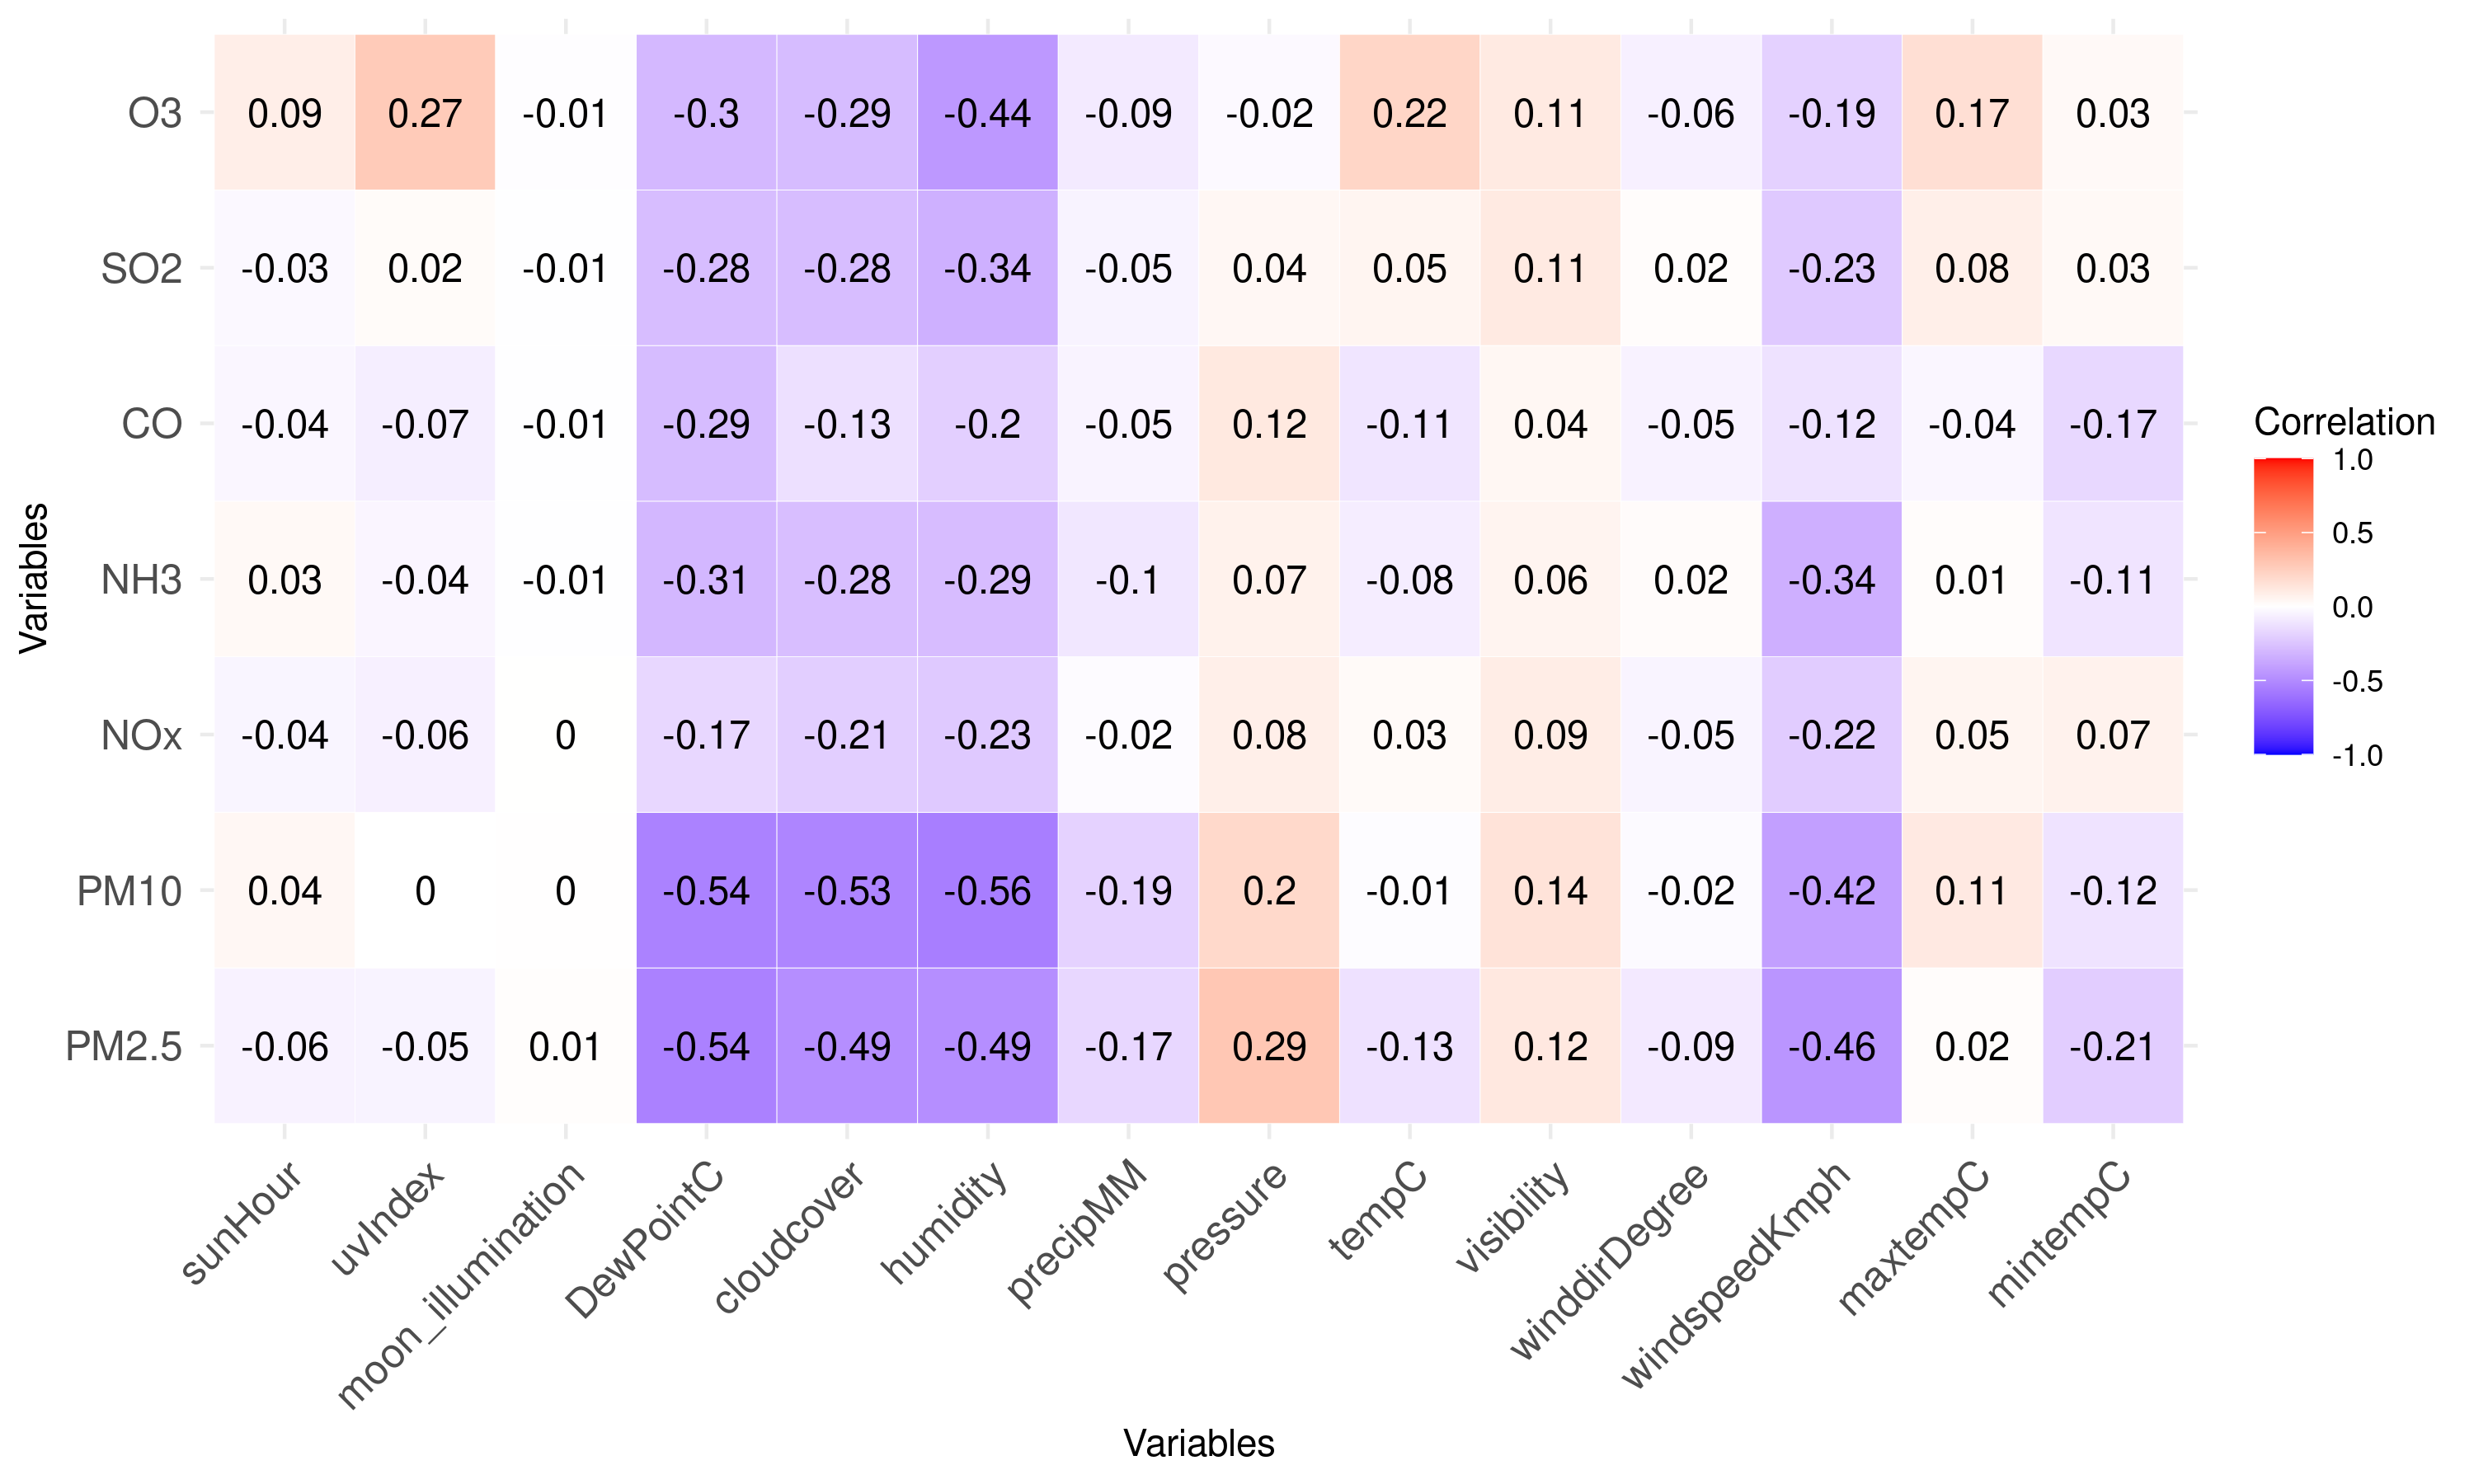 O3 0.09 0.27 -0.01 -0.3 -0.29 -0.44 -0.09 -0.02 0.22 0.11 -0.06 -0.19 0.17 0.03
SO2 -0.03 0.02 -0.01 -0.28 -0.28 -0.34 -0.05 0.04 0.05 0.11 0.02 -0.23 0.08 0.03
CO -0.04 -0.07 -0.01 -0.29 -0.13 -0.2 -0.05 0.12 -0.11 0.04 -0.05 -0.12 -0.04 -0.17
NH3 0.03 -0.04 -0.01 -0.31 -0.28 -0.29 -0.1 0.07 -0.08 0.06 0.02 -0.34 0.01 -0.11
NOx -0.04 -0.06 0 -0.17 -0.21 -0.23 -0.02 0.08 0.03 0.09 -0.05 -0.22 0.05 0.07
PM10 0.04 0 0 -0.54 -0.53 -0.56 -0.19 0.2 -0.01 0.14 -0.02 -0.42 0.11 -0.12
PM2.5 -0.06 -0.05 0.01 -0.54 -0.49 -0.49 -0.17 0.29 -0.13 0.12 -0.09 -0.46 0.02 -0.21
sunHour uvIndex moon_illumination DewPointC cloudcover humidity precipMM pressure tempC visibility winddirDegree windspeedKmph maxtempC mintempC
Variables
Variables
Correlation
1.0
0.5
0.0
-0.5
-1.0